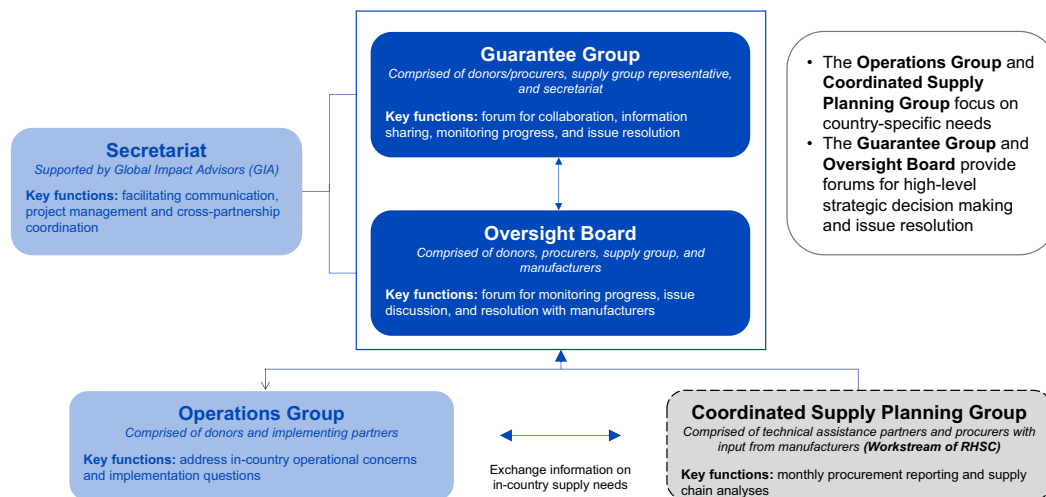 Guarantee Group
Comprised of donors/procurers, supply group representative,
and secretariat
Key functions: forum for collaboration, information
sharing, monitoring progress, and issue resolution
• The Operations Group and
Coordinated Supply
Planning Group focus on
country-specific needs
• The Guarantee Group and
Oversight Board provide
forums for high-level
strategic decision making
and issue resolution
Secretariat
Supported by Global Impact Advisors (GIA)
Key functions: facilitating communication,
project management and cross-partnership
coordination
Oversight Board
Comprised of donors, procurers, supply group, and
manufacturers
Key functions: forum for monitoring progress, issue
discussion, and resolution with manufacturers
Operations Group
Comprised of donors and implementing partners
Key functions: address in-country operational concerns
and implementation questions
Exchange information on
in-country supply needs
Coordinated Supply Planning Group
Comprised of technical assistance partners and procurers with
input from manufacturers (Workstream of RHSC)
Key functions: monthly procurement reporting and supply
chain analyses